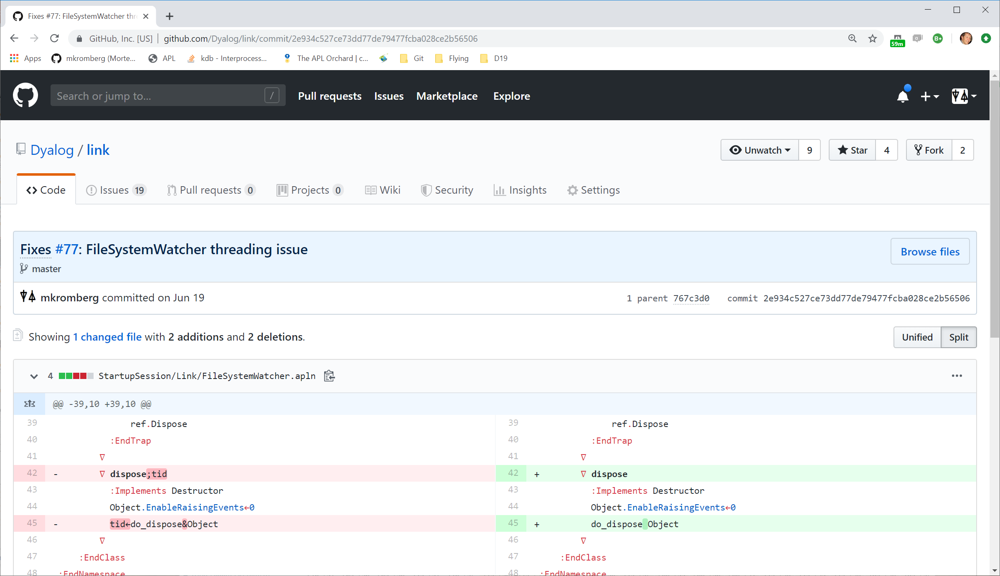 Fixes #77: FileSystemWatcher thr
GitHub, Inc. [US] | github.com/Dyalog/link/commit/2e934c527ce73dd77de79477fcba028ce2b56506
59m
a
B+
Apps mkromberg (Morte... APL kdb - Interprocess... The APL Orchard | c... Git Flying D19
Search or jump to... / Pull requests Issues Marketplace Explore
Dyalog / link Unwatch 9 Star 4 Fork 2
Code Issues 19 Pull requests 0 Projects 0 Wiki Security Insights Settings
Fixes #77: FileSystemWatcher threading issue Browse files
master
mkromberg committed on Jun 19 1 parent 767c3d0 commit 2e934c527ce73dd77de79477fcba028ce2b56506
Showing 1 changed file with 2 additions and 2 deletions. Unified Split
4 StartupSession/Link/FileSystemWatcher.apln
@@ -39,10 +39,10 @@
39 ref.Dispose 39 ref.Dispose
40 :EndTrap 40 :EndTrap
41 ∇ 41 ∇
42 - ∇ dispose;tid 42 + ∇ dispose
43 :Implements Destructor 43 :Implements Destructor
44 Object.EnableRaisingEvents←0 44 Object.EnableRaisingEvents←0
45 - tid←do_dispose&Object 45 + do_dispose Object
46 ∇ 46 ∇
47 :EndClass 47 :EndClass
48 :EndNamespace 48 :EndNamespace